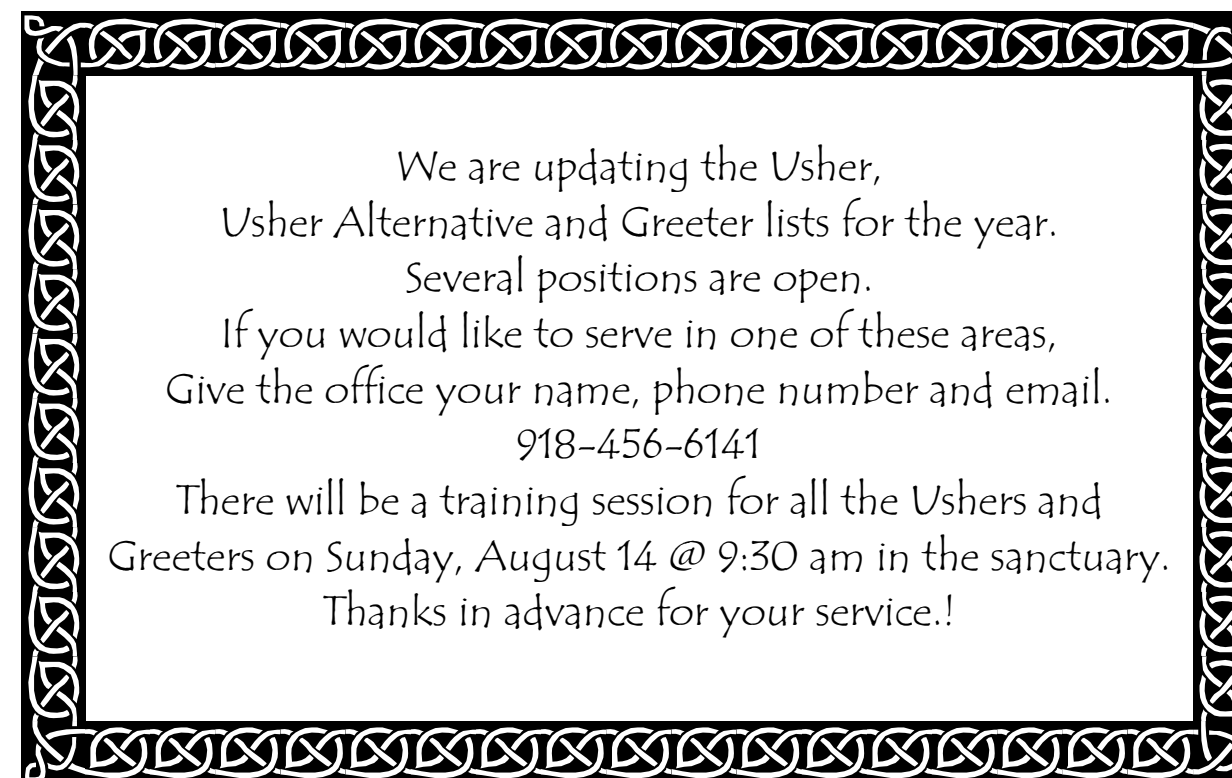 We are updating the Usher,
Usher Alternative and Greeter lists for the year.
Several positions are open.
If you would like to serve in one of these areas,
Give the office your name, phone number and email.
918-456-6141
There will be a training session for all the Ushers and
Greeters on Sunday, August 14 @ 9:30 am in the sanctuary.
Thanks in advance for your service.!